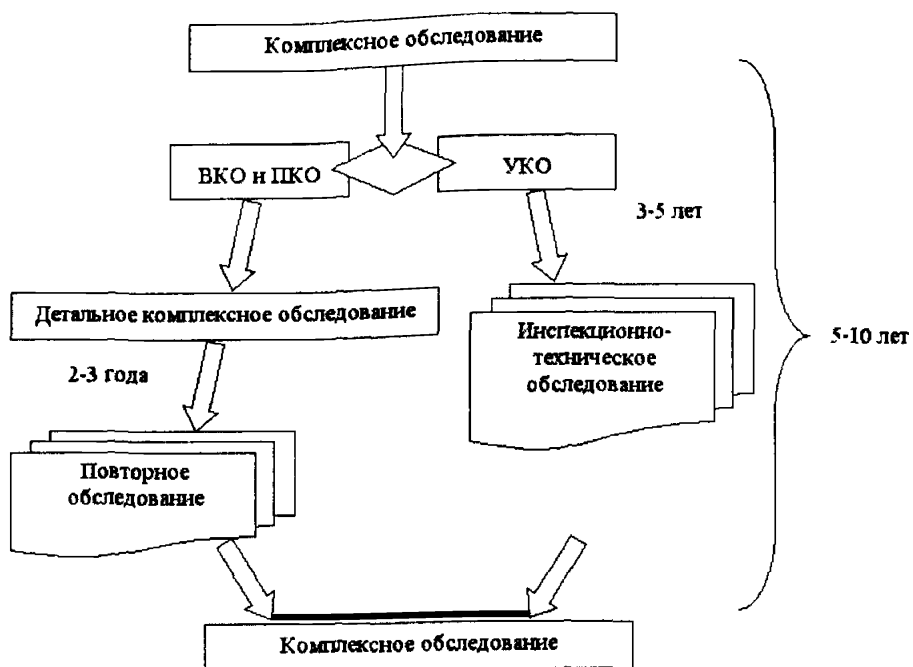 Комплексное обследование
ВКО и ПКО
УКО
3-5 лет
Детальное комплексное обследование
Инспекционно-
техническое
обследование
5-10 лет
2-3 года
Повторное
обследование
Комплексное обследование